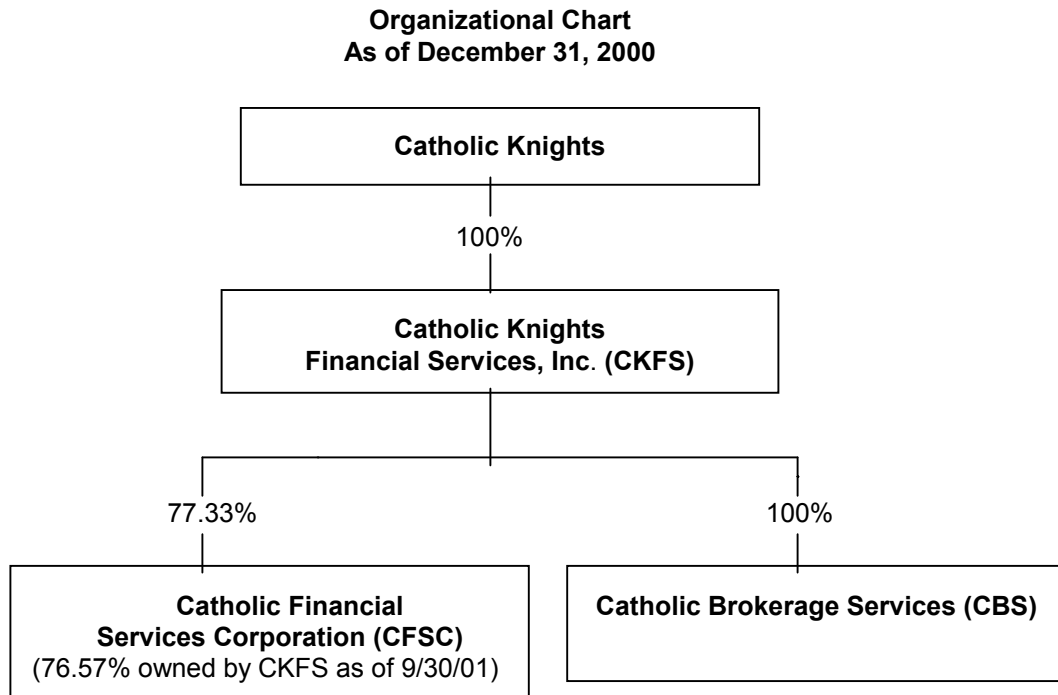 Organizational Chart
As of December 31, 2000
Catholic Knights
100%
Catholic Knights
Financial Services, Inc. (CKFS)
77.33%
100%
Catholic Financial
Services Corporation (CFSC)
(76.57% owned by CKFS as of 9/30/01)
Catholic Brokerage Services (CBS)